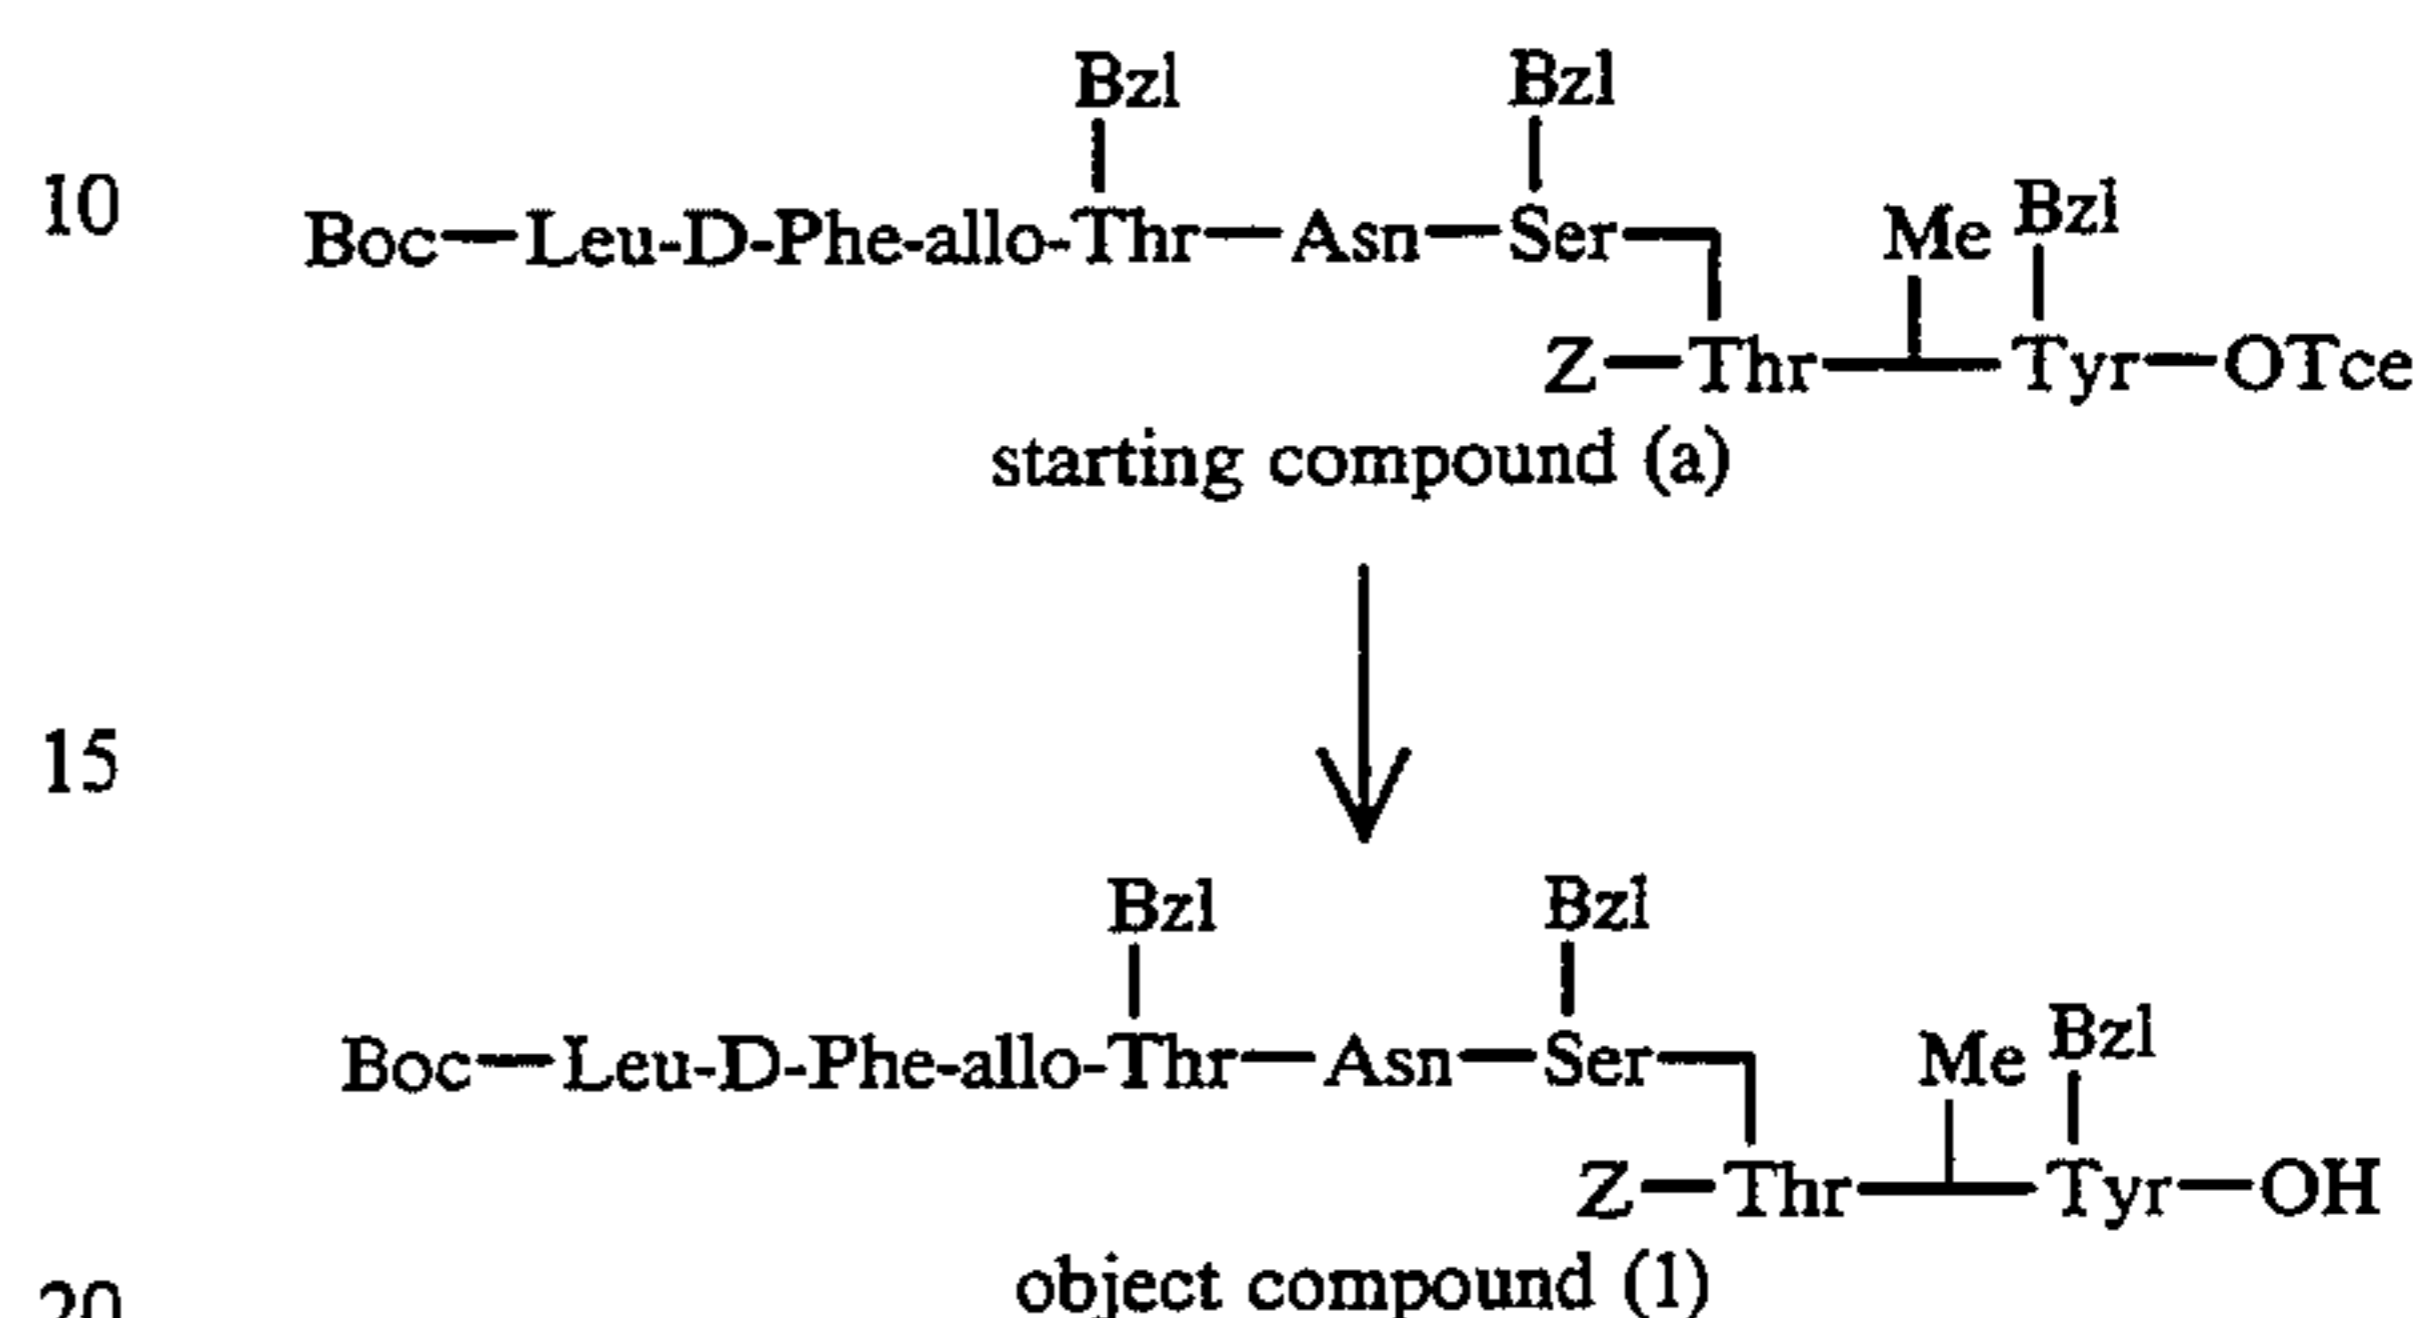 Bzl Bzl
10 Boc—Leu-D-Phe-allo-Thr—Asn—Ser Me Bzl
Z—Thr—Tyr—OTce
starting compound (a)
15
Bzl Bzl
Boc—Leu-D-Phe-allo-Thr—Asn—Ser Me Bzl
Z—Thr—Tyr—OH
20 object compound (1)